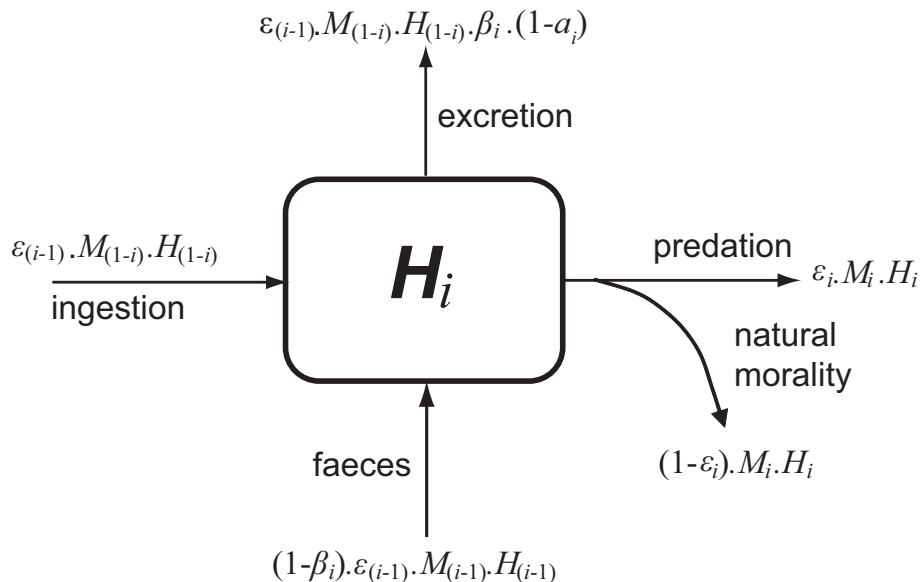 ε(i-1).M(1-i).H(1-i).βi.(1-ai)
excretion
ε(i-1).M(1-i).H(1-i)
ingestion
Hi
predation
εi.Mi.Hi
natural
morality
(1-εi).Mi.Hi
faeces
(1-βi).ε(i-1).M(i-1).H(i-1)